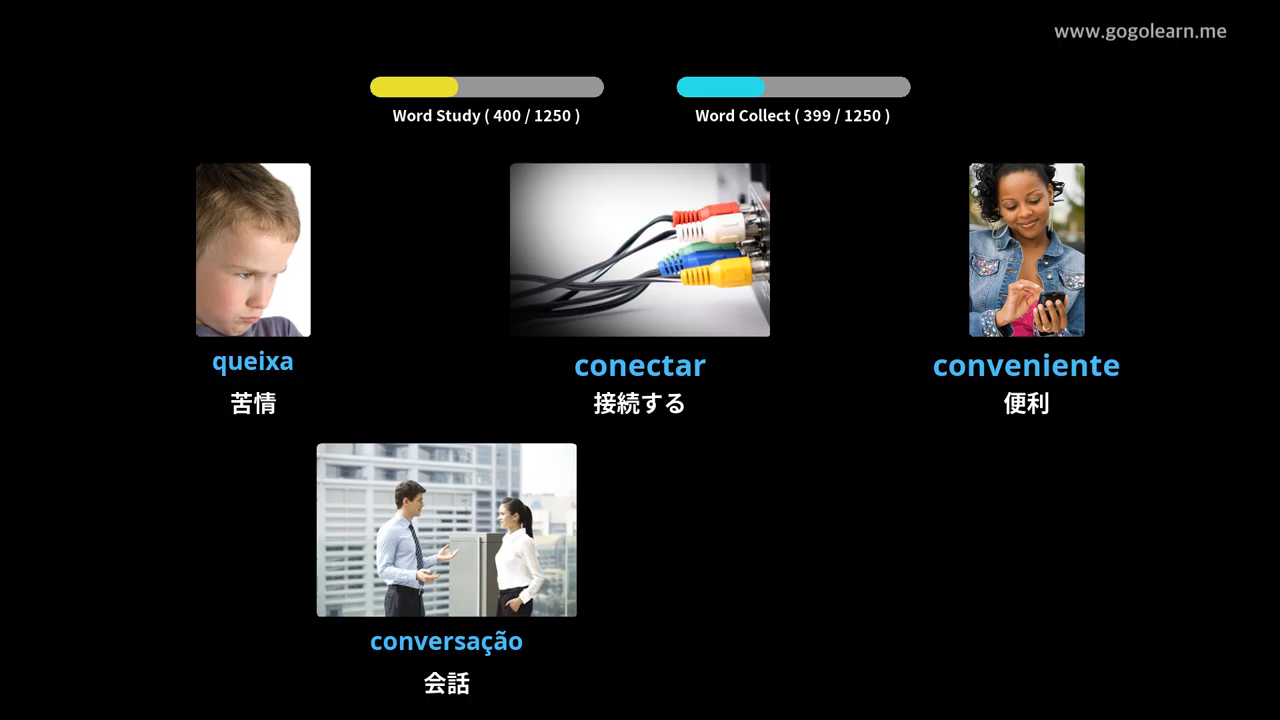 www.gogolearn.me
Word Study ( 400 / 1250 )
Word Collect ( 399 / 1250 )
queixa
苦情
conectar
接続する
conveniente
便利
conversação
会話